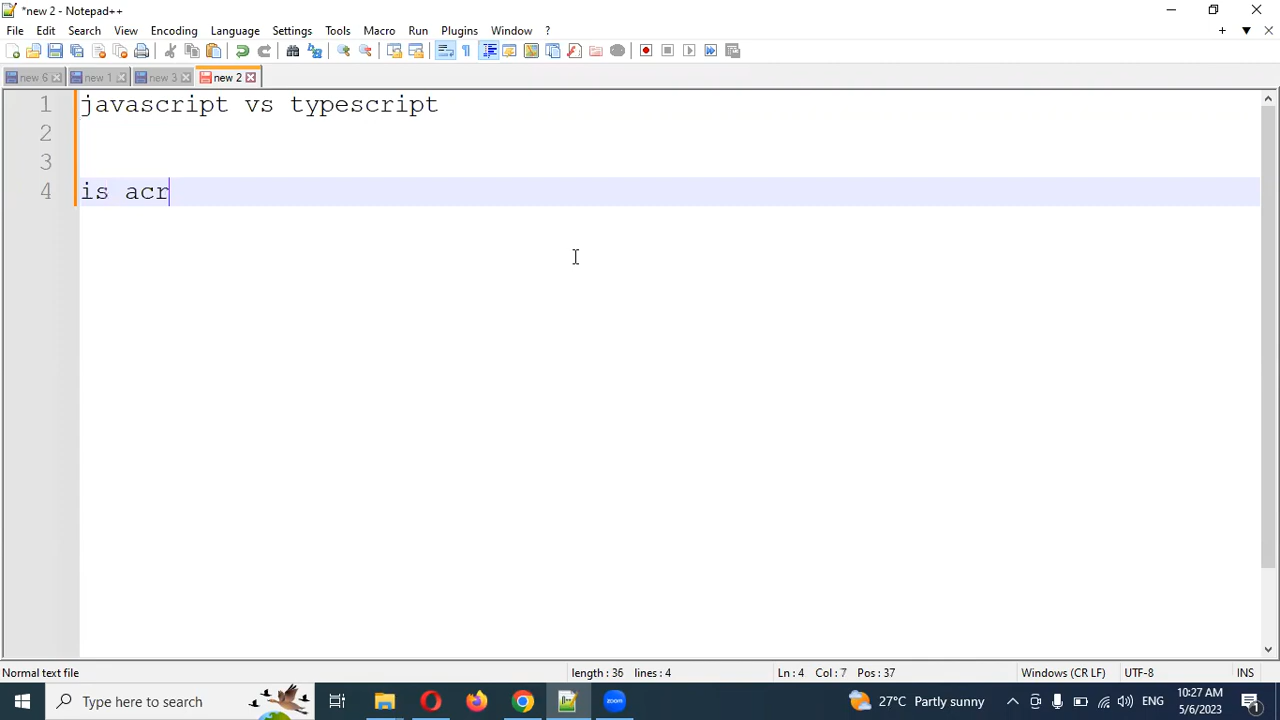 *new 2 - Notepad++
File Edit Search View Encoding Language Settings Tools Macro Run Plugins Window ?
new 6 new 1 new 3 new 2
1 javascript vs typescript
2
3
4 is acr
Normal text file length : 36 lines : 4 Ln : 4 Col : 7 Pos : 37 Windows (CR LF) UTF-8 INS
Type here to search zoom 27°C Partly sunny ENG 10:27 AM
5/6/2023 1